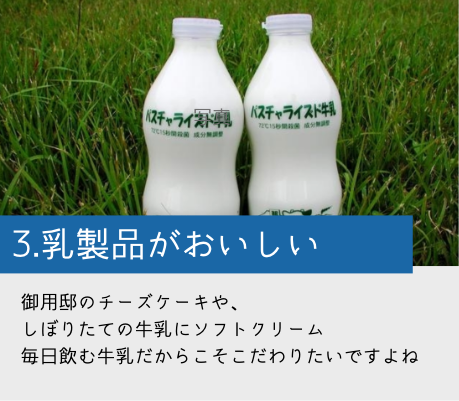 パスチャライズド牛乳
72℃15秒間殺菌 成分無調整
パスチャライズド牛乳
72℃15秒間殺菌 成分無調整
3.乳製品がおいしい
御用邸のチーズケーキや、
しぼりたての牛乳にソフトクリーム
毎日飲む牛乳だからこそこだわりたいですよね